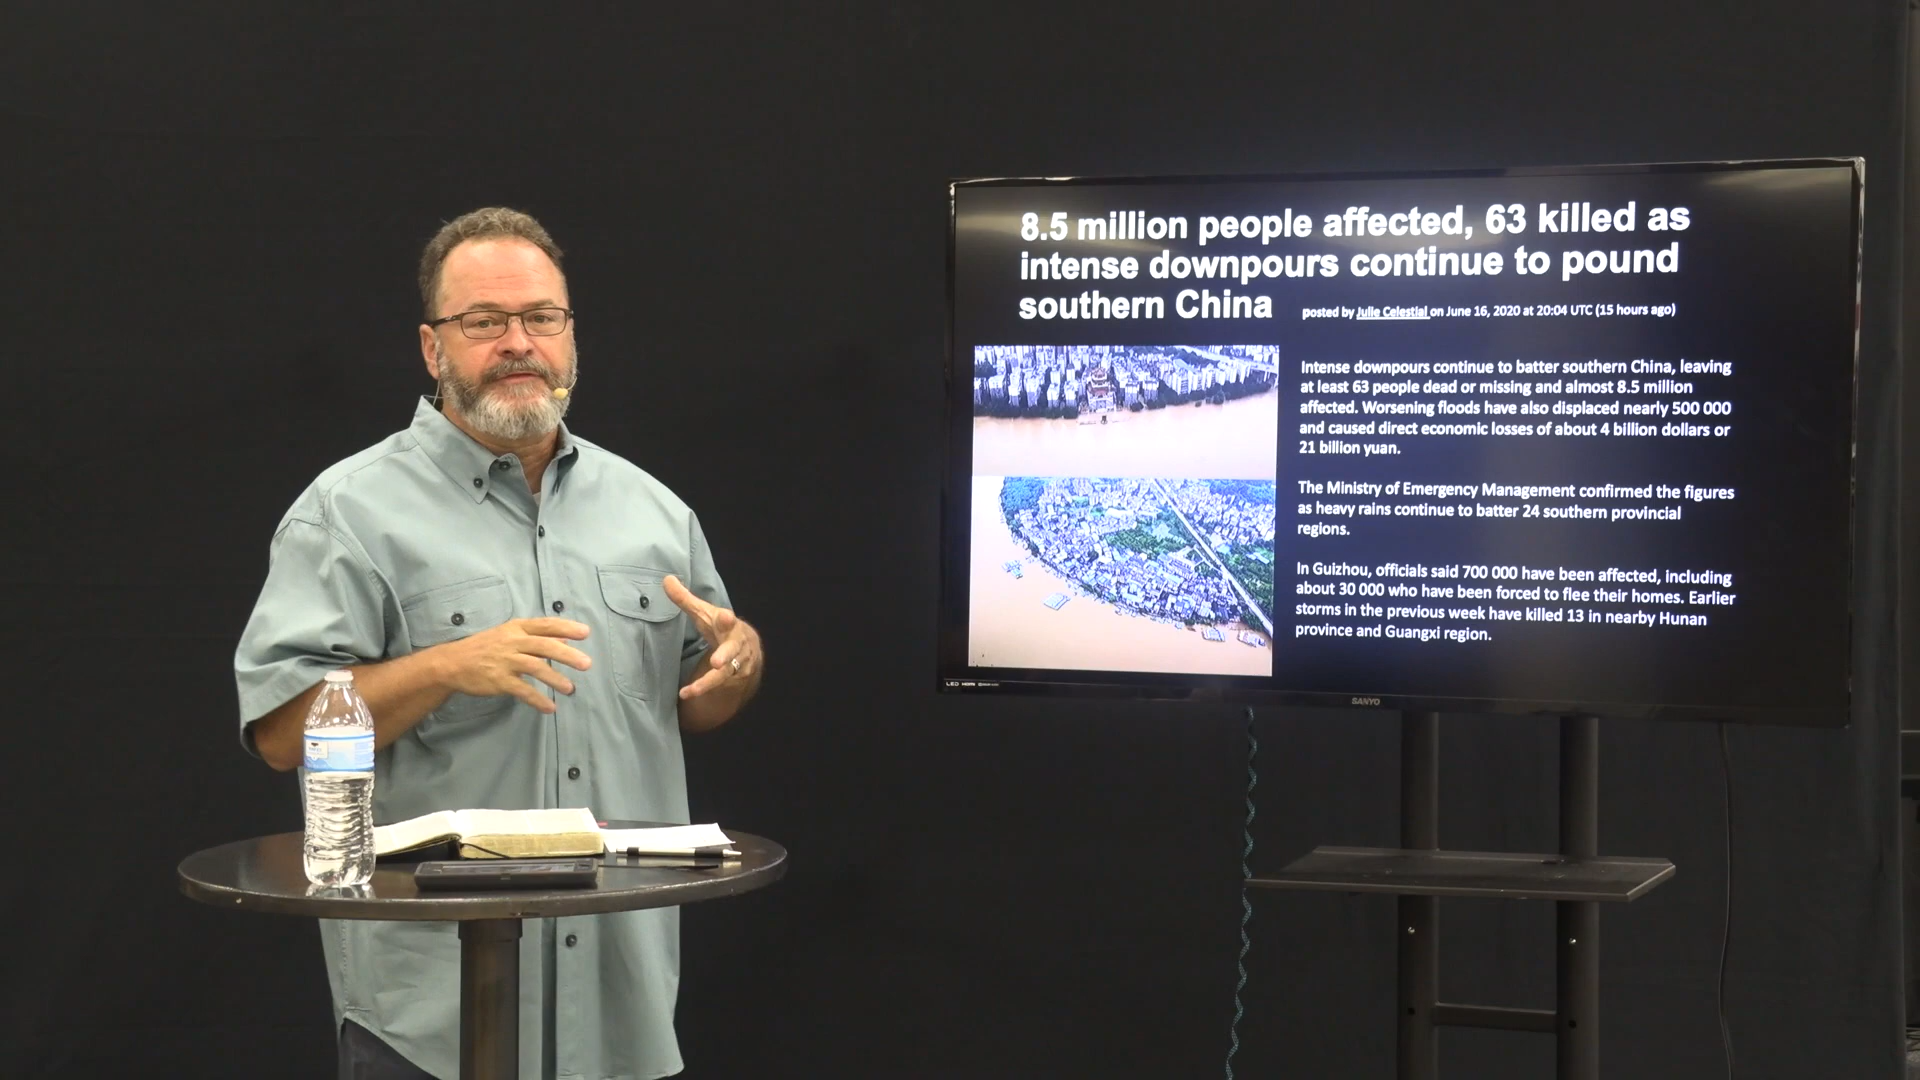 8.5 million people affected, 63 killed as
intense downpours continue to pound
southern China
posted by Julie Celestial on June 16, 2020 at 20:04 UTC (15 hours ago)
Intense downpours continue to batter southern China, leaving
at least 63 people dead or missing and almost 8.5 million
affected. Worsening floods have also displaced nearly 500 000
and caused direct economic losses of about 4 billion dollars or
21 billion yuan.
The Ministry of Emergency Management confirmed the figures
as heavy rains continue to batter 24 southern provincial
regions.
In Guizhou, officials said 700 000 have been affected, including
about 30 000 who have been forced to flee their homes. Earlier
storms in the previous week have killed 13 in nearby Hunan
province and Guangxi region.
LED HDMI
SANYO